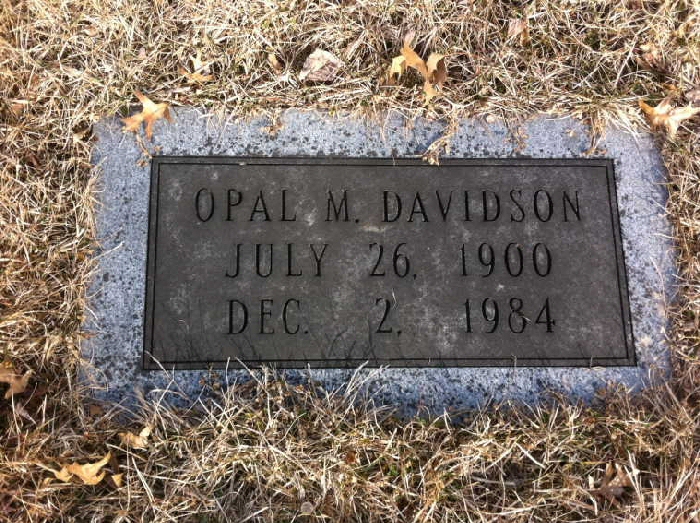 OPAL M. DAVIDSON
JULY 26, 1900
DEC. 2, 1984